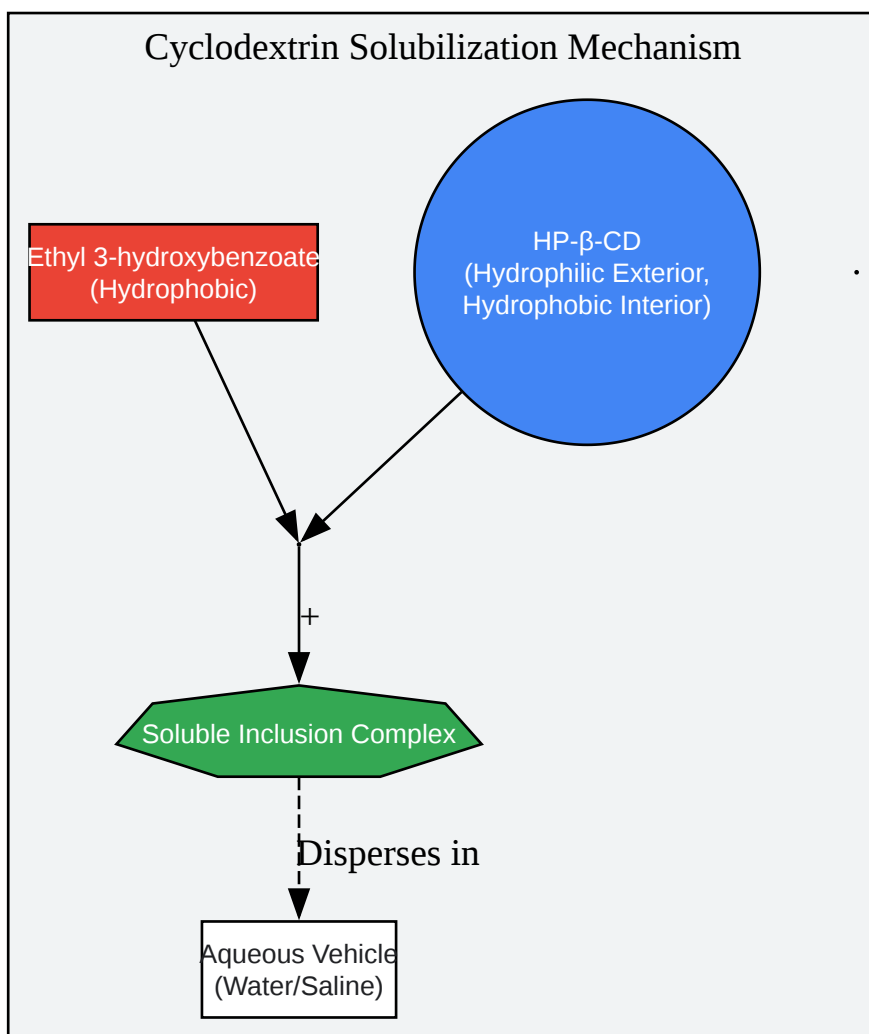 Cyclodextrin Solubilization Mechanism
Ethyl 3-hydroxybenzoate
(Hydrophobic)
HP-β-CD
(Hydrophilic Exterior,
Hydrophobic Interior)
.
+
Soluble Inclusion Complex
Disperses in
Aqueous Vehicle
(Water/Saline)